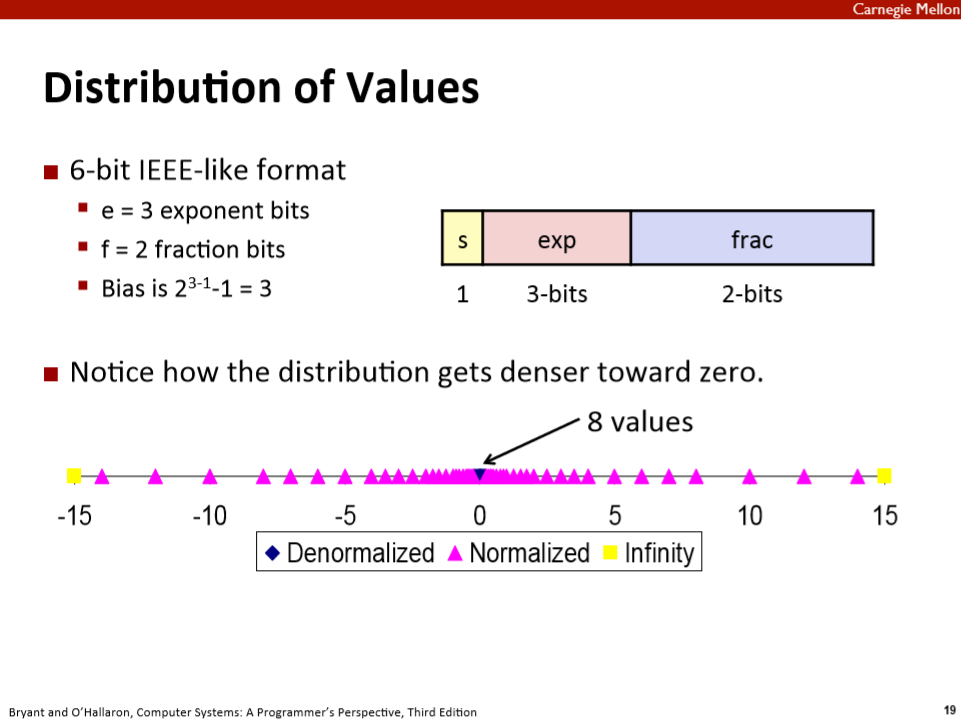 Carnegie Mellon
Distribution of Values
6-bit IEEE-like format
e = 3 exponent bits
f = 2 fraction bits
Bias is 2³⁻¹-1 = 3
s exp frac
1 3-bits 2-bits
Notice how the distribution gets denser toward zero.
8 values
-15 -10 -5 0 5 10 15
Denormalized Normalized Infinity
Bryant and O’Hallaron, Computer Systems: A Programmer’s Perspective, Third Edition
19